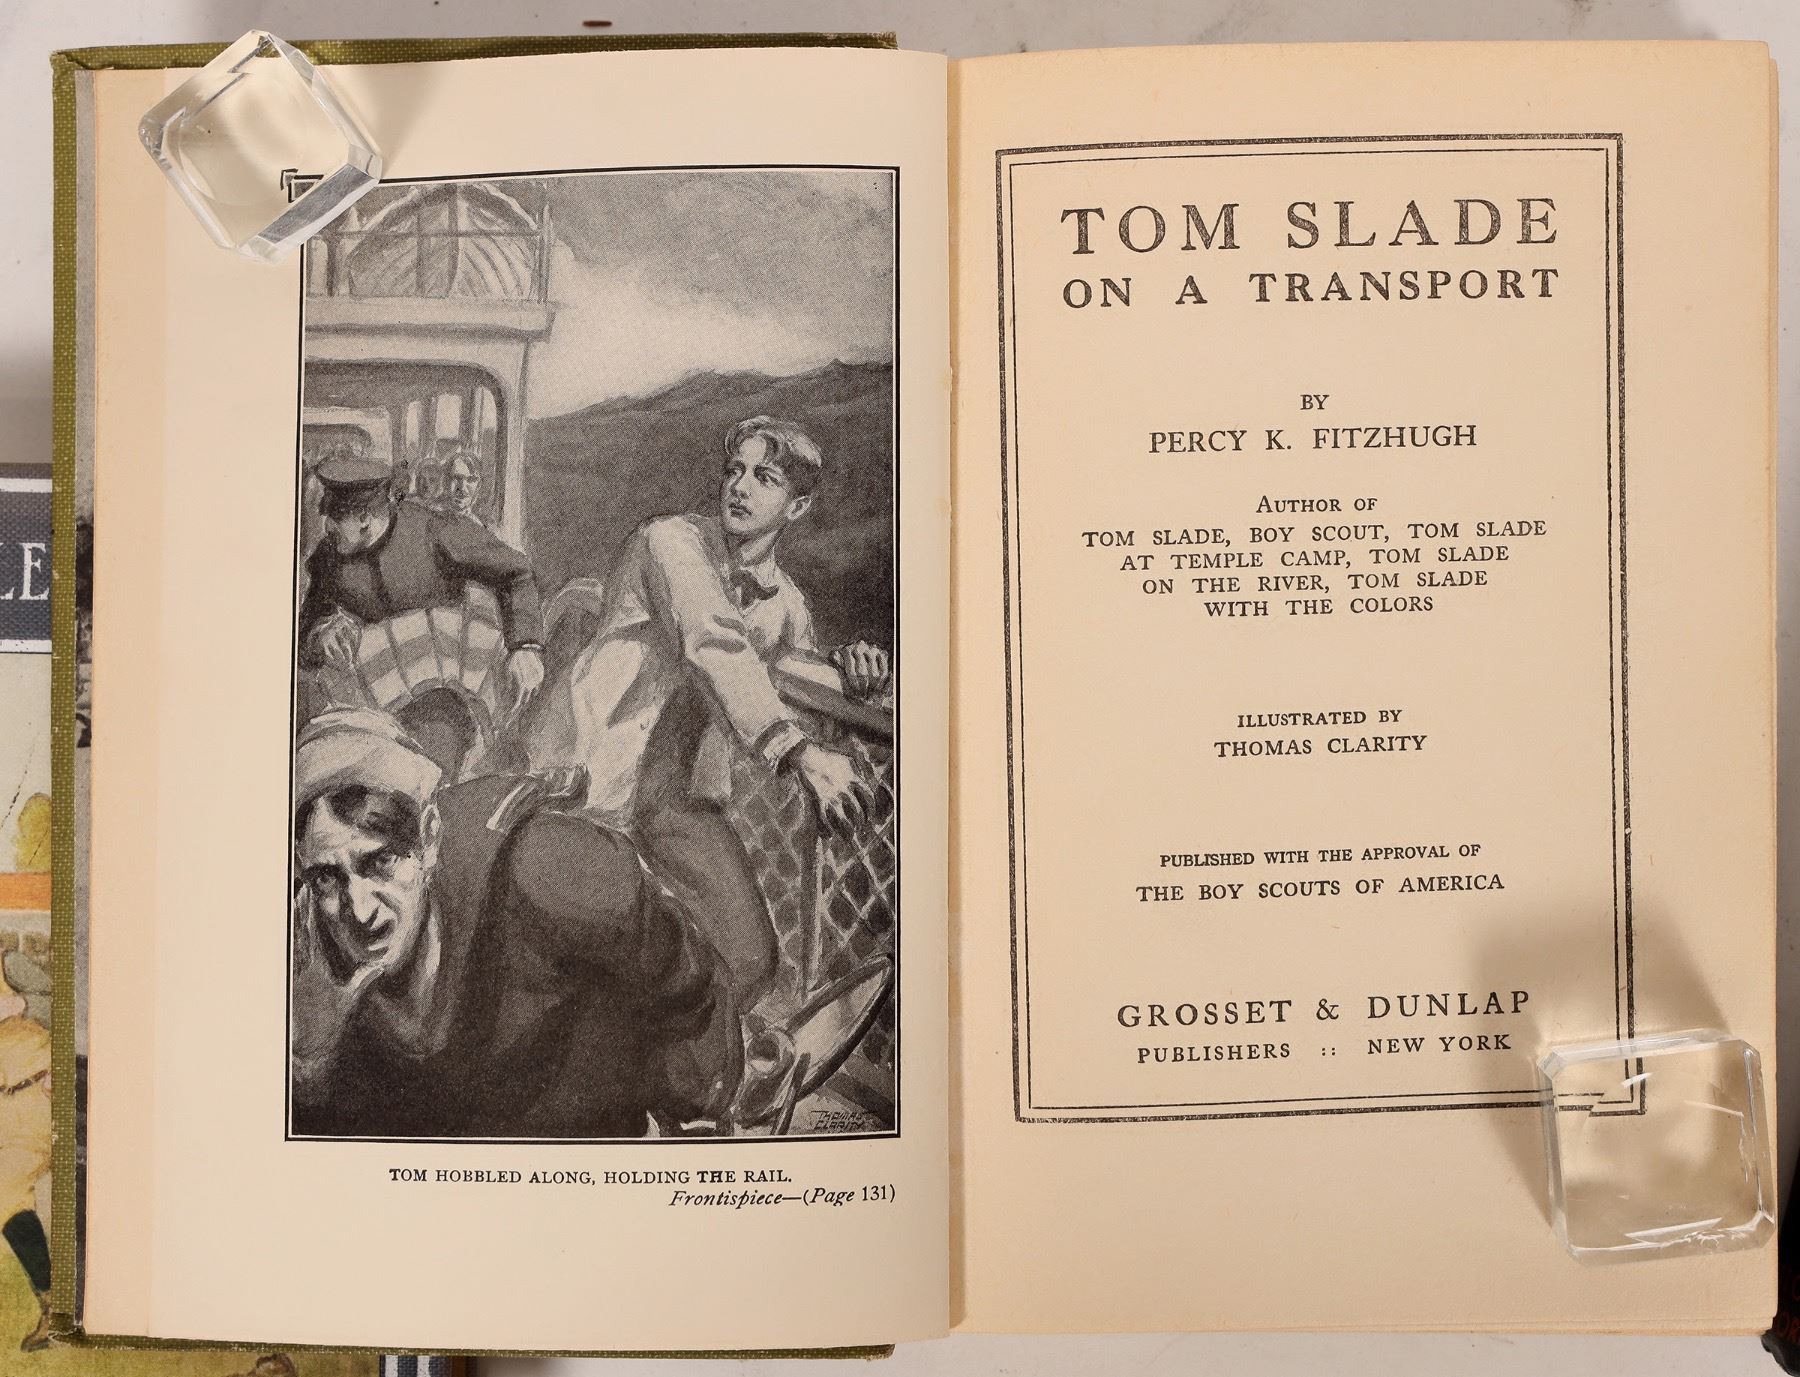 TOM HOBBLED ALONG, HOLDING THE RAIL.
Frontispiece—(Page 131)
THOMAS
CLARITY
TOM SLADE
ON A TRANSPORT
BY
PERCY K. FITZHUGH
AUTHOR OF
TOM SLADE, BOY SCOUT, TOM SLADE
AT TEMPLE CAMP, TOM SLADE
ON THE RIVER, TOM SLADE
WITH THE COLORS
ILLUSTRATED BY
THOMAS CLARITY
PUBLISHED WITH THE APPROVAL OF
THE BOY SCOUTS OF AMERICA
GROSSET & DUNLAP
PUBLISHERS :: NEW YORK